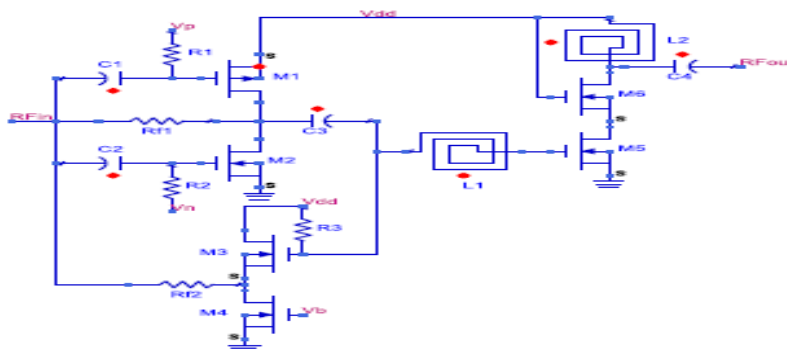 Vp
Vdd
C1
R1
S
M1
L2
C4
RFou
RFin
Rf1
C3
M6
S
C2
M2
R2
Vn
S
L1
M5
S
Vdd
R3
M3
S
Rf2
M4
Vb
S